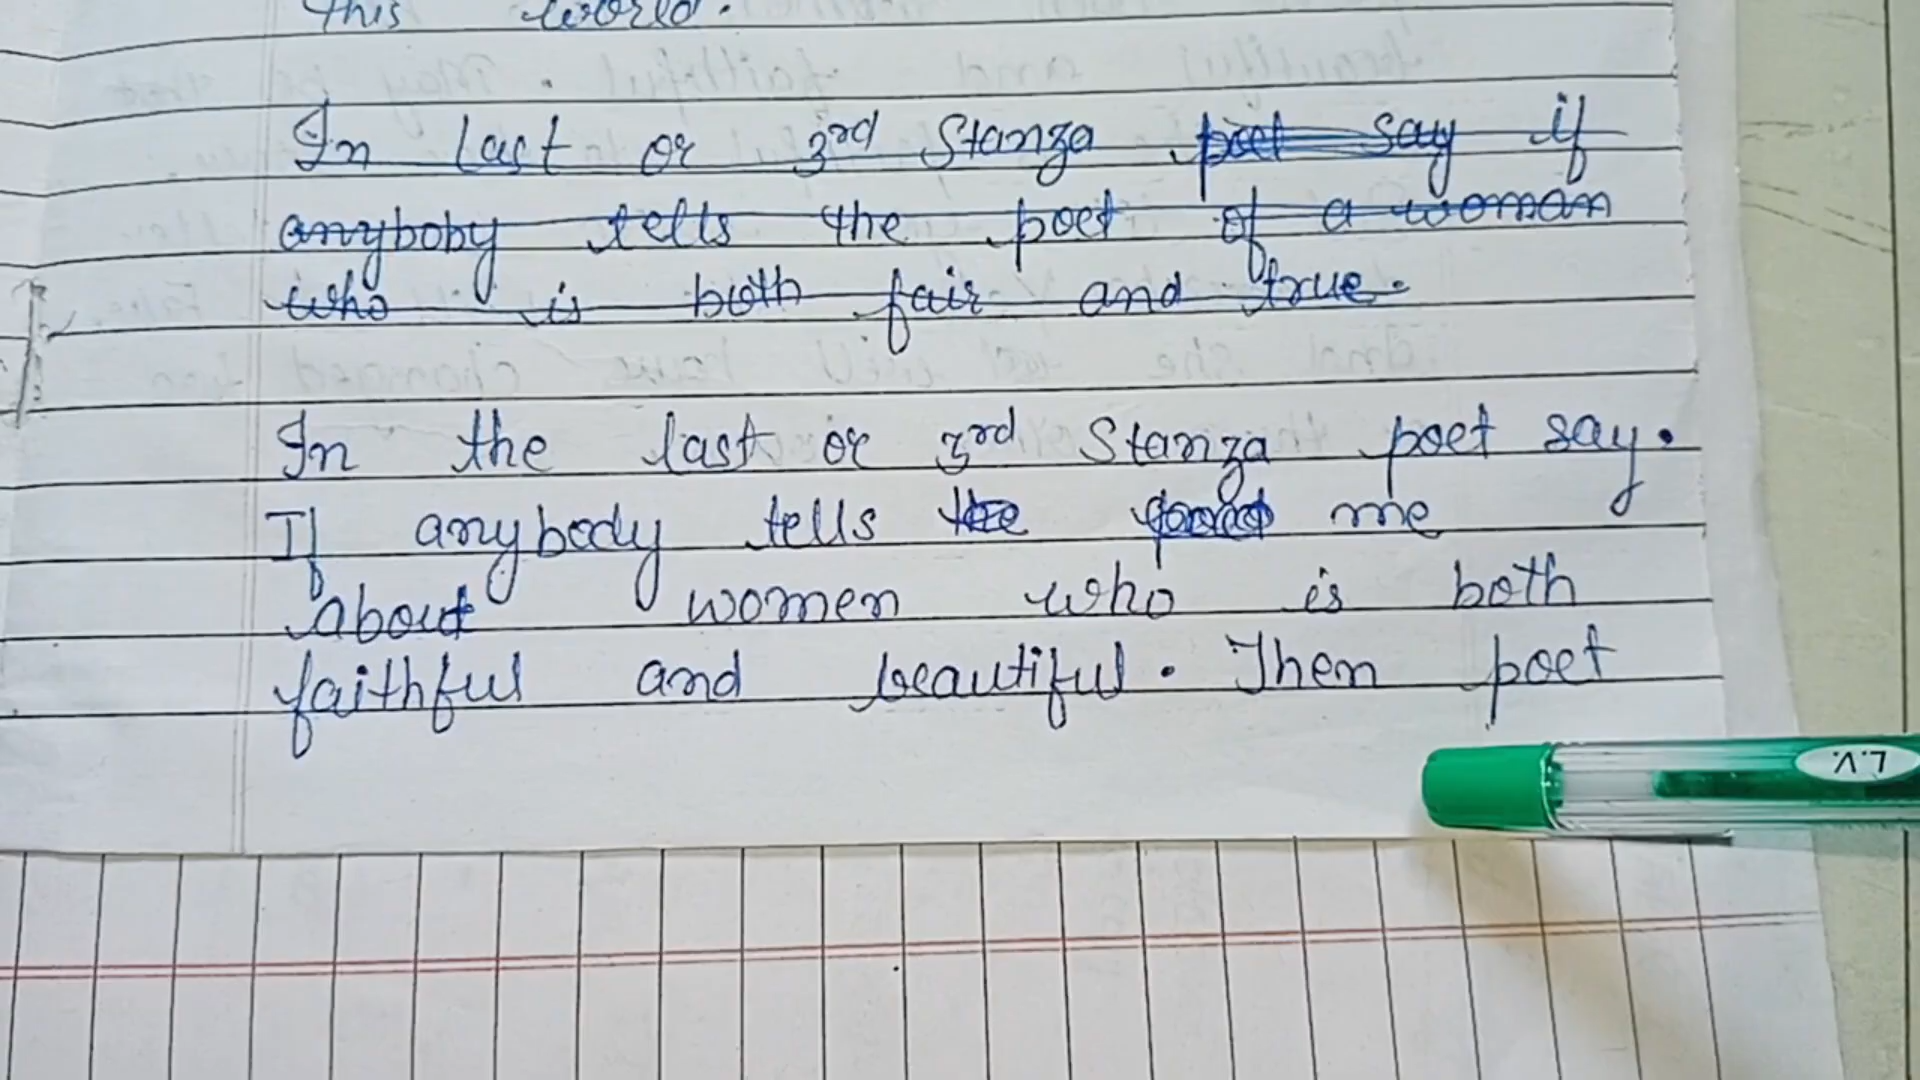 this world.
In last or 3rd Stanza poet say if
anyboby tells the poet of a woman
who is both fair and true.
In the last or 3rd Stanza poet say.
If anybody tells the me
about women who is both
faithful and beautiful. Then poet
L.V.